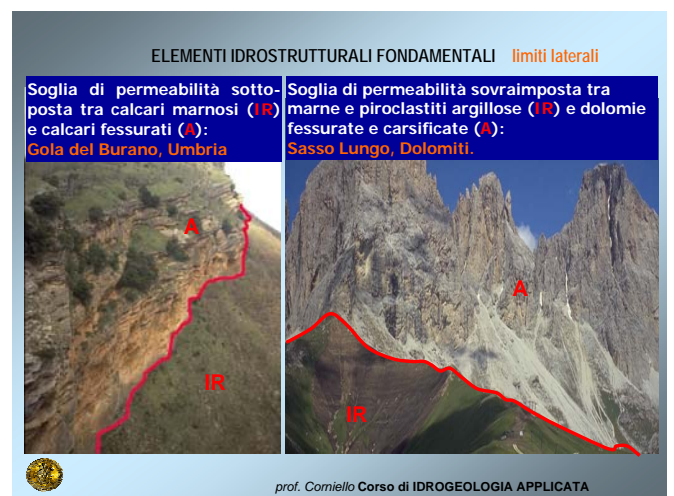 ELEMENTI IDROSTRUTTURALI FONDAMENTALI limiti laterali
Soglia di permeabilità sotto-
posta tra calcari marnosi (IR)
e calcari fessurati (A):
Gola del Burano, Umbria
Soglia di permeabilità sovraimposta tra
marne e piroclastiti argillose (IR) e dolomie
fessurate e carsificate (A):
Sasso Lungo, Dolomiti.
A
IR
A
IR
prof. Corniello Corso di IDROGEOLOGIA APPLICATA